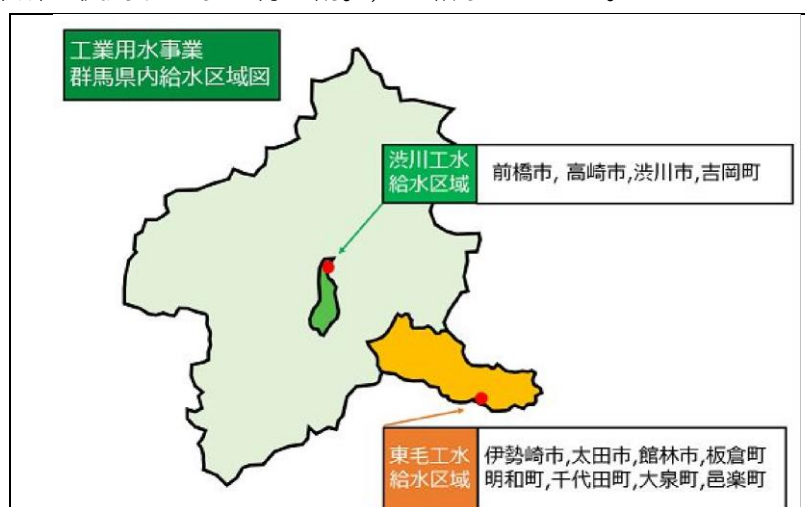 工業用水事業
群馬県内給水区域図
渋川工水
給水区域
前橋市, 高崎市,渋川市,吉岡町
東毛工水
給水区域
伊勢崎市,太田市,館林市,板倉町
明和町,千代田町,大泉町,邑楽町